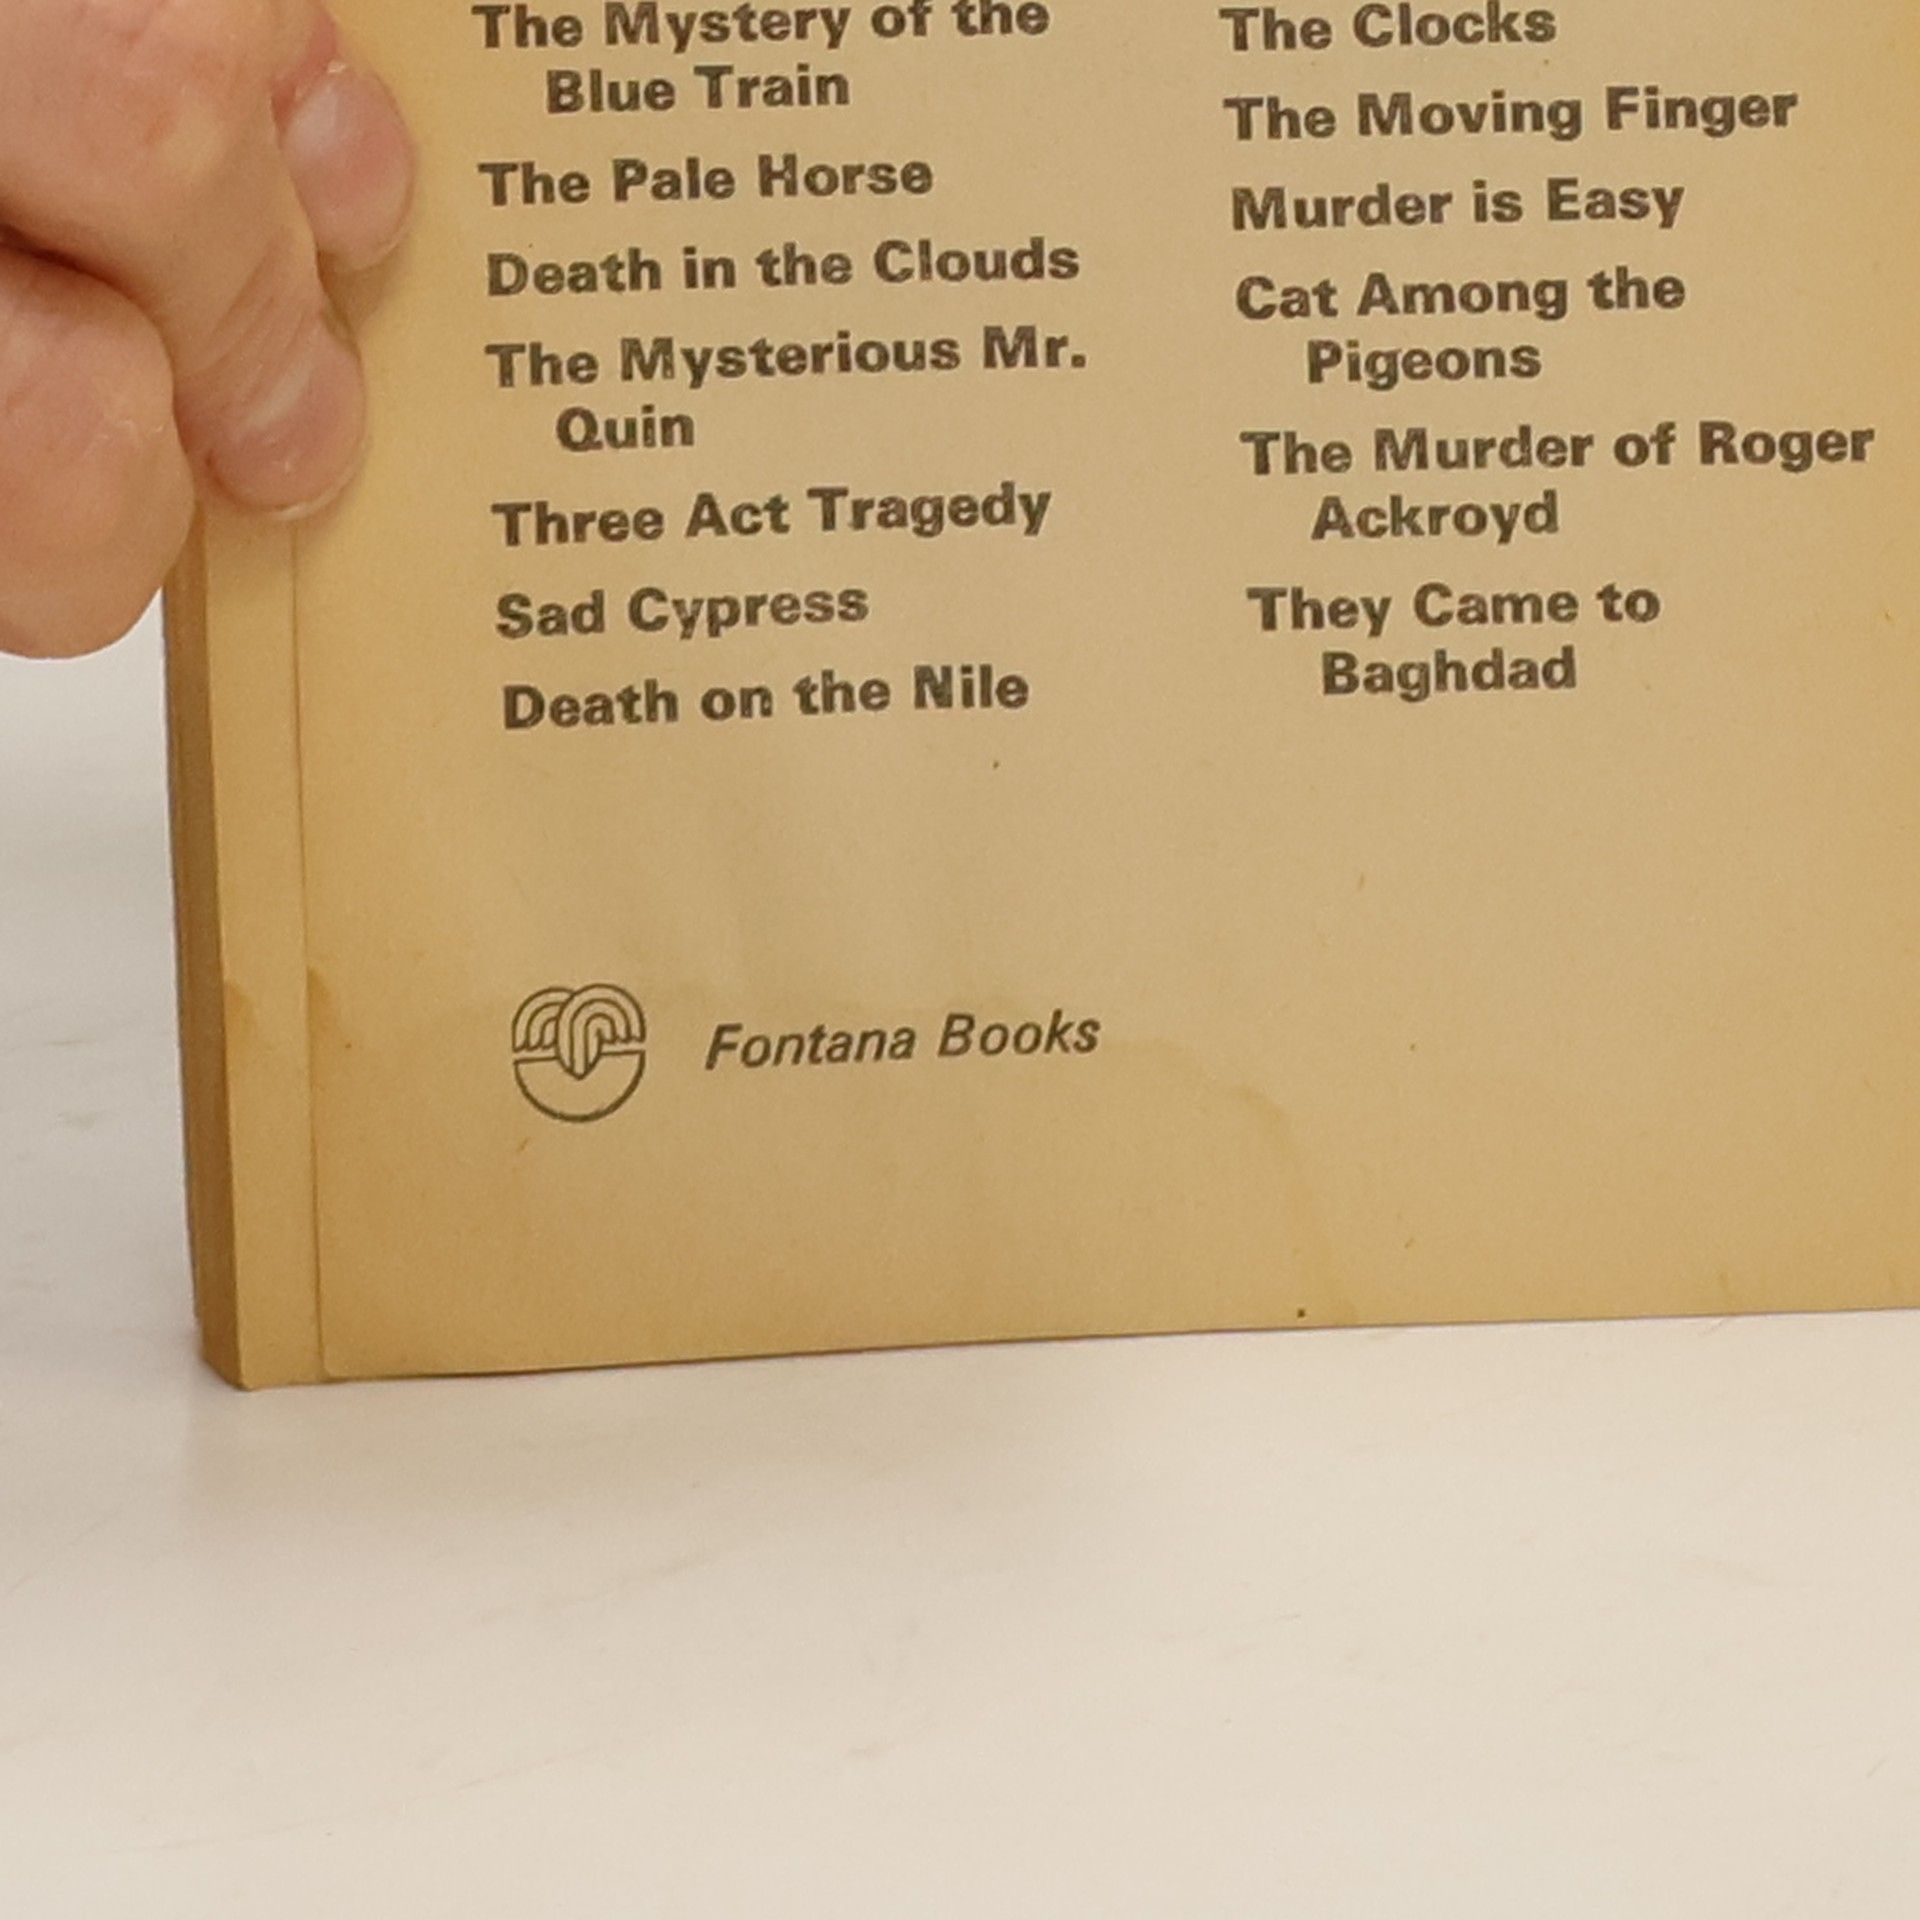 The Mystery of the
Blue Train
The Pale Horse
Death in the Clouds
The Mysterious Mr.
Quin
Three Act Tragedy
Sad Cypress
Death on the Nile
The Clocks
The Moving Finger
Murder is Easy
Cat Among the
Pigeons
The Murder of Roger
Ackroyd
They Came to
Baghdad
Fontana Books